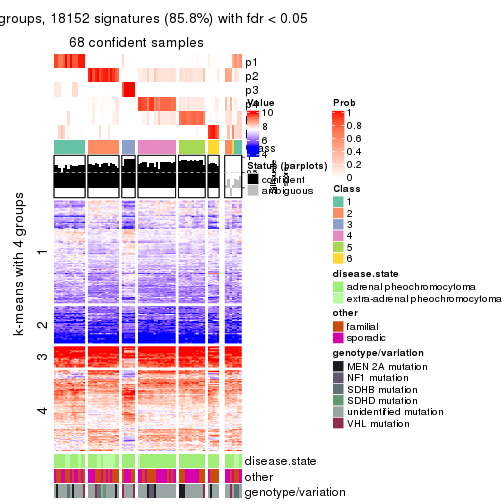 groups, 18152 signatures (85.8%) with fdr < 0.05
68 confident samples
k-means with 4 groups
1
2
3
4
p1
p2
p3
Value
10
8
6
4
Status (barplots)
confident
ambiguous
Prob
1
0.8
0.6
0.4
0.2
0
Class
1
2
3
4
5
6
disease.state
adrenal pheochromocytoma
extra-adrenal pheochromocytoma
other
familial
sporadic
genotype/variation
MEN 2A mutation
NF1 mutation
SDHB mutation
SDHD mutation
unidentified mutation
VHL mutation
disease.state
other
genotype/variation